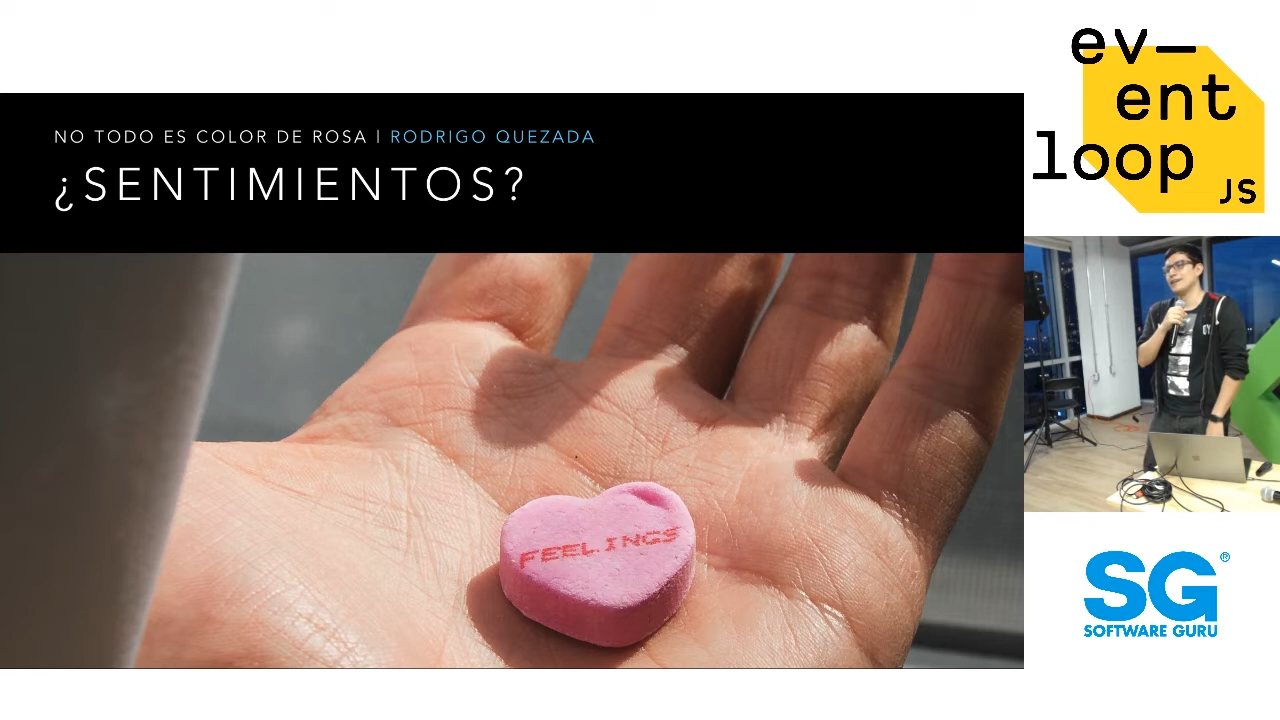 NO TODO ES COLOR DE ROSA | RODRIGO QUEZADA
¿SENTIMIENTOS?
FEELINGS
ev—
ent
loop
JS
SG®
SOFTWARE GURU